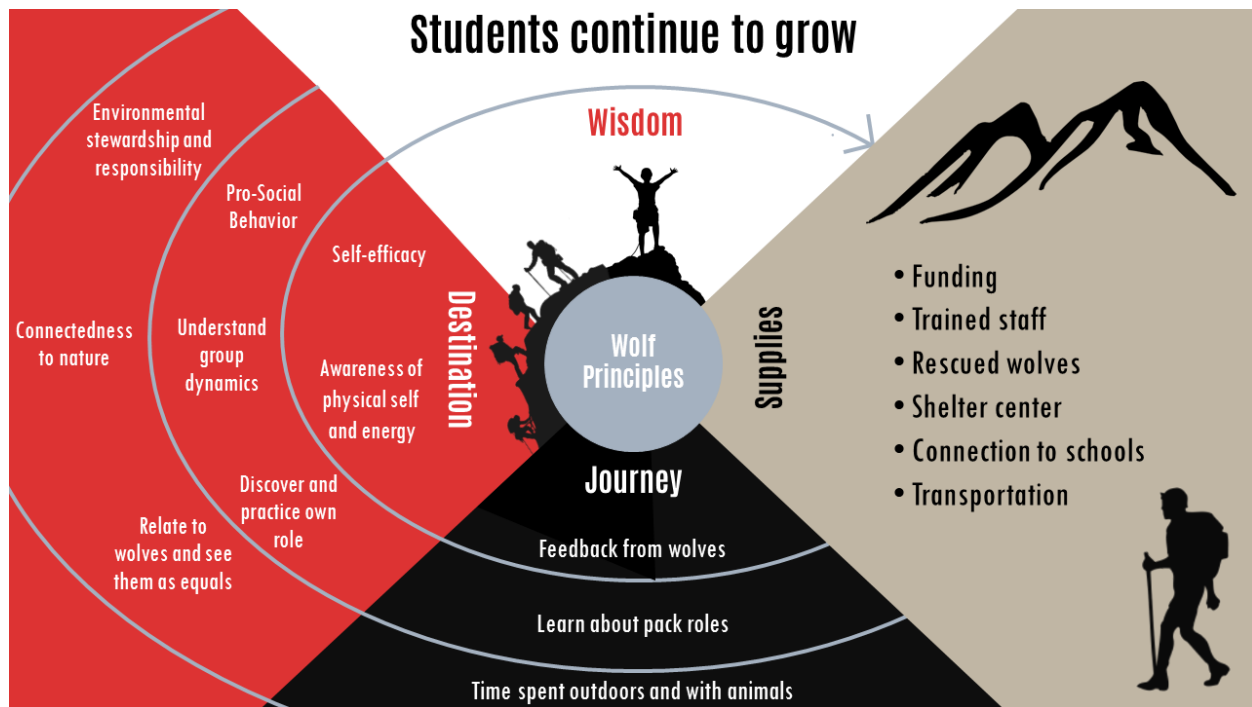 Students continue to grow
Wisdom
Environmental
stewardship and
responsibility
Pro-Social
Behavior
Self-efficacy
Connectedness
to nature
Understand
group
dynamics
Awareness of
physical self
and energy
Destination
Discover and
practice own
role
Relate to
wolves and see
them as equals
Wolf
Principles
Journey
Feedback from wolves
Learn about pack roles
Time spent outdoors and with animals
Supplies
• Funding
• Trained staff
• Rescued wolves
• Shelter center
• Connection to schools
• Transportation